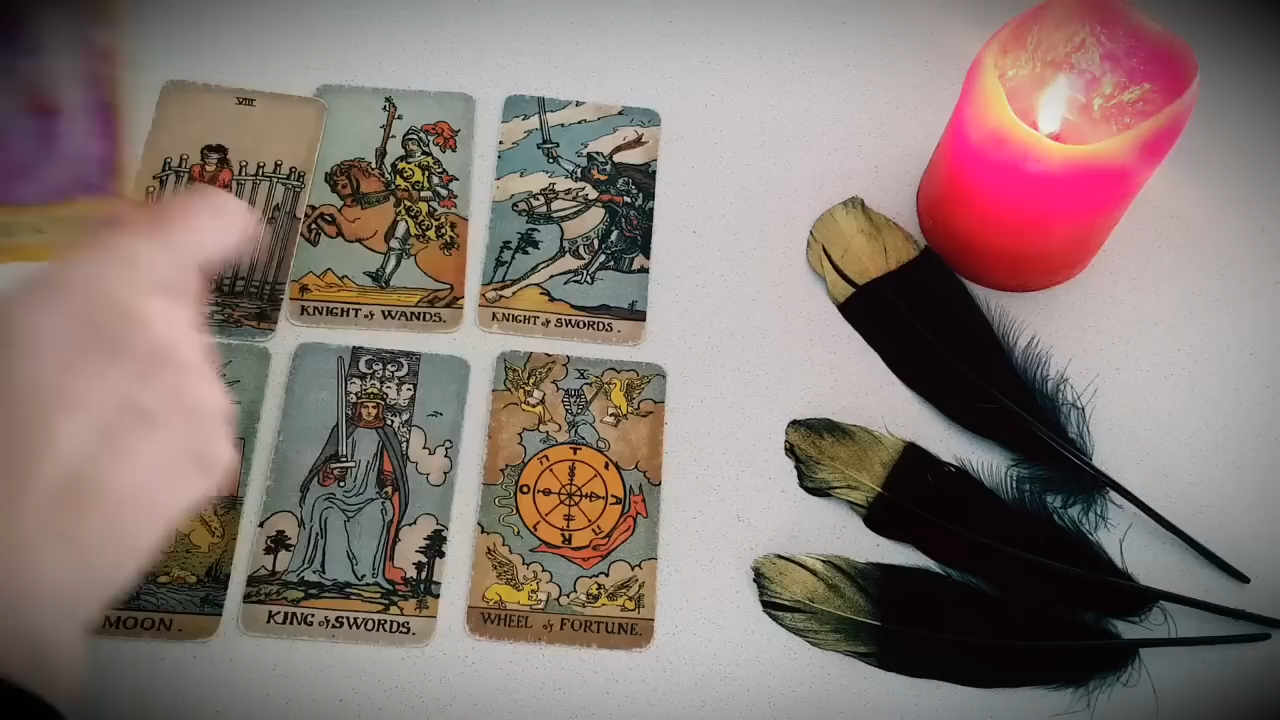 VIII
KNIGHT of WANDS.
KNIGHT of SWORDS.
MOON.
KING of SWORDS.
X
T
A
R
O
WHEEL of FORTUNE.